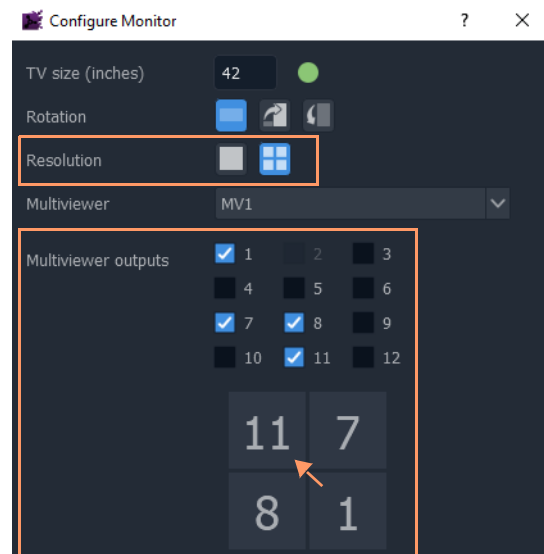 Configure Monitor ? ×
TV size (inches) 42
Rotation
Resolution
Multiviewer MV1
Multiviewer outputs 1 2 3
4 5 6
7 8 9
10 11 12
11 7
8 1